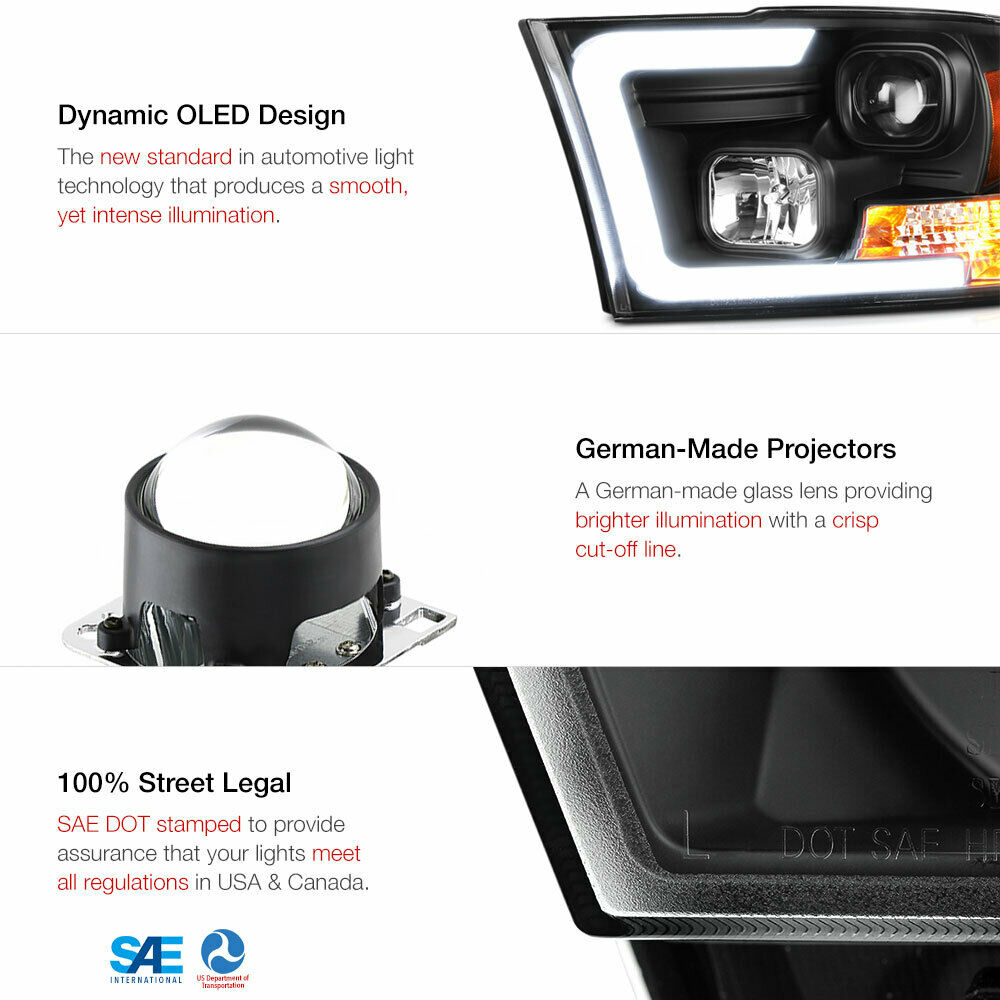 Dynamic OLED Design
The new standard in automotive light
technology that produces a smooth,
yet intense illumination.
German-Made Projectors
A German-made glass lens providing
brighter illumination with a crisp
cut-off line.
100% Street Legal
SAE DOT stamped to provide
assurance that your lights meet
all regulations in USA & Canada.
L DOT SAE
SAE
INTERNATIONAL
US Department of
Transportation